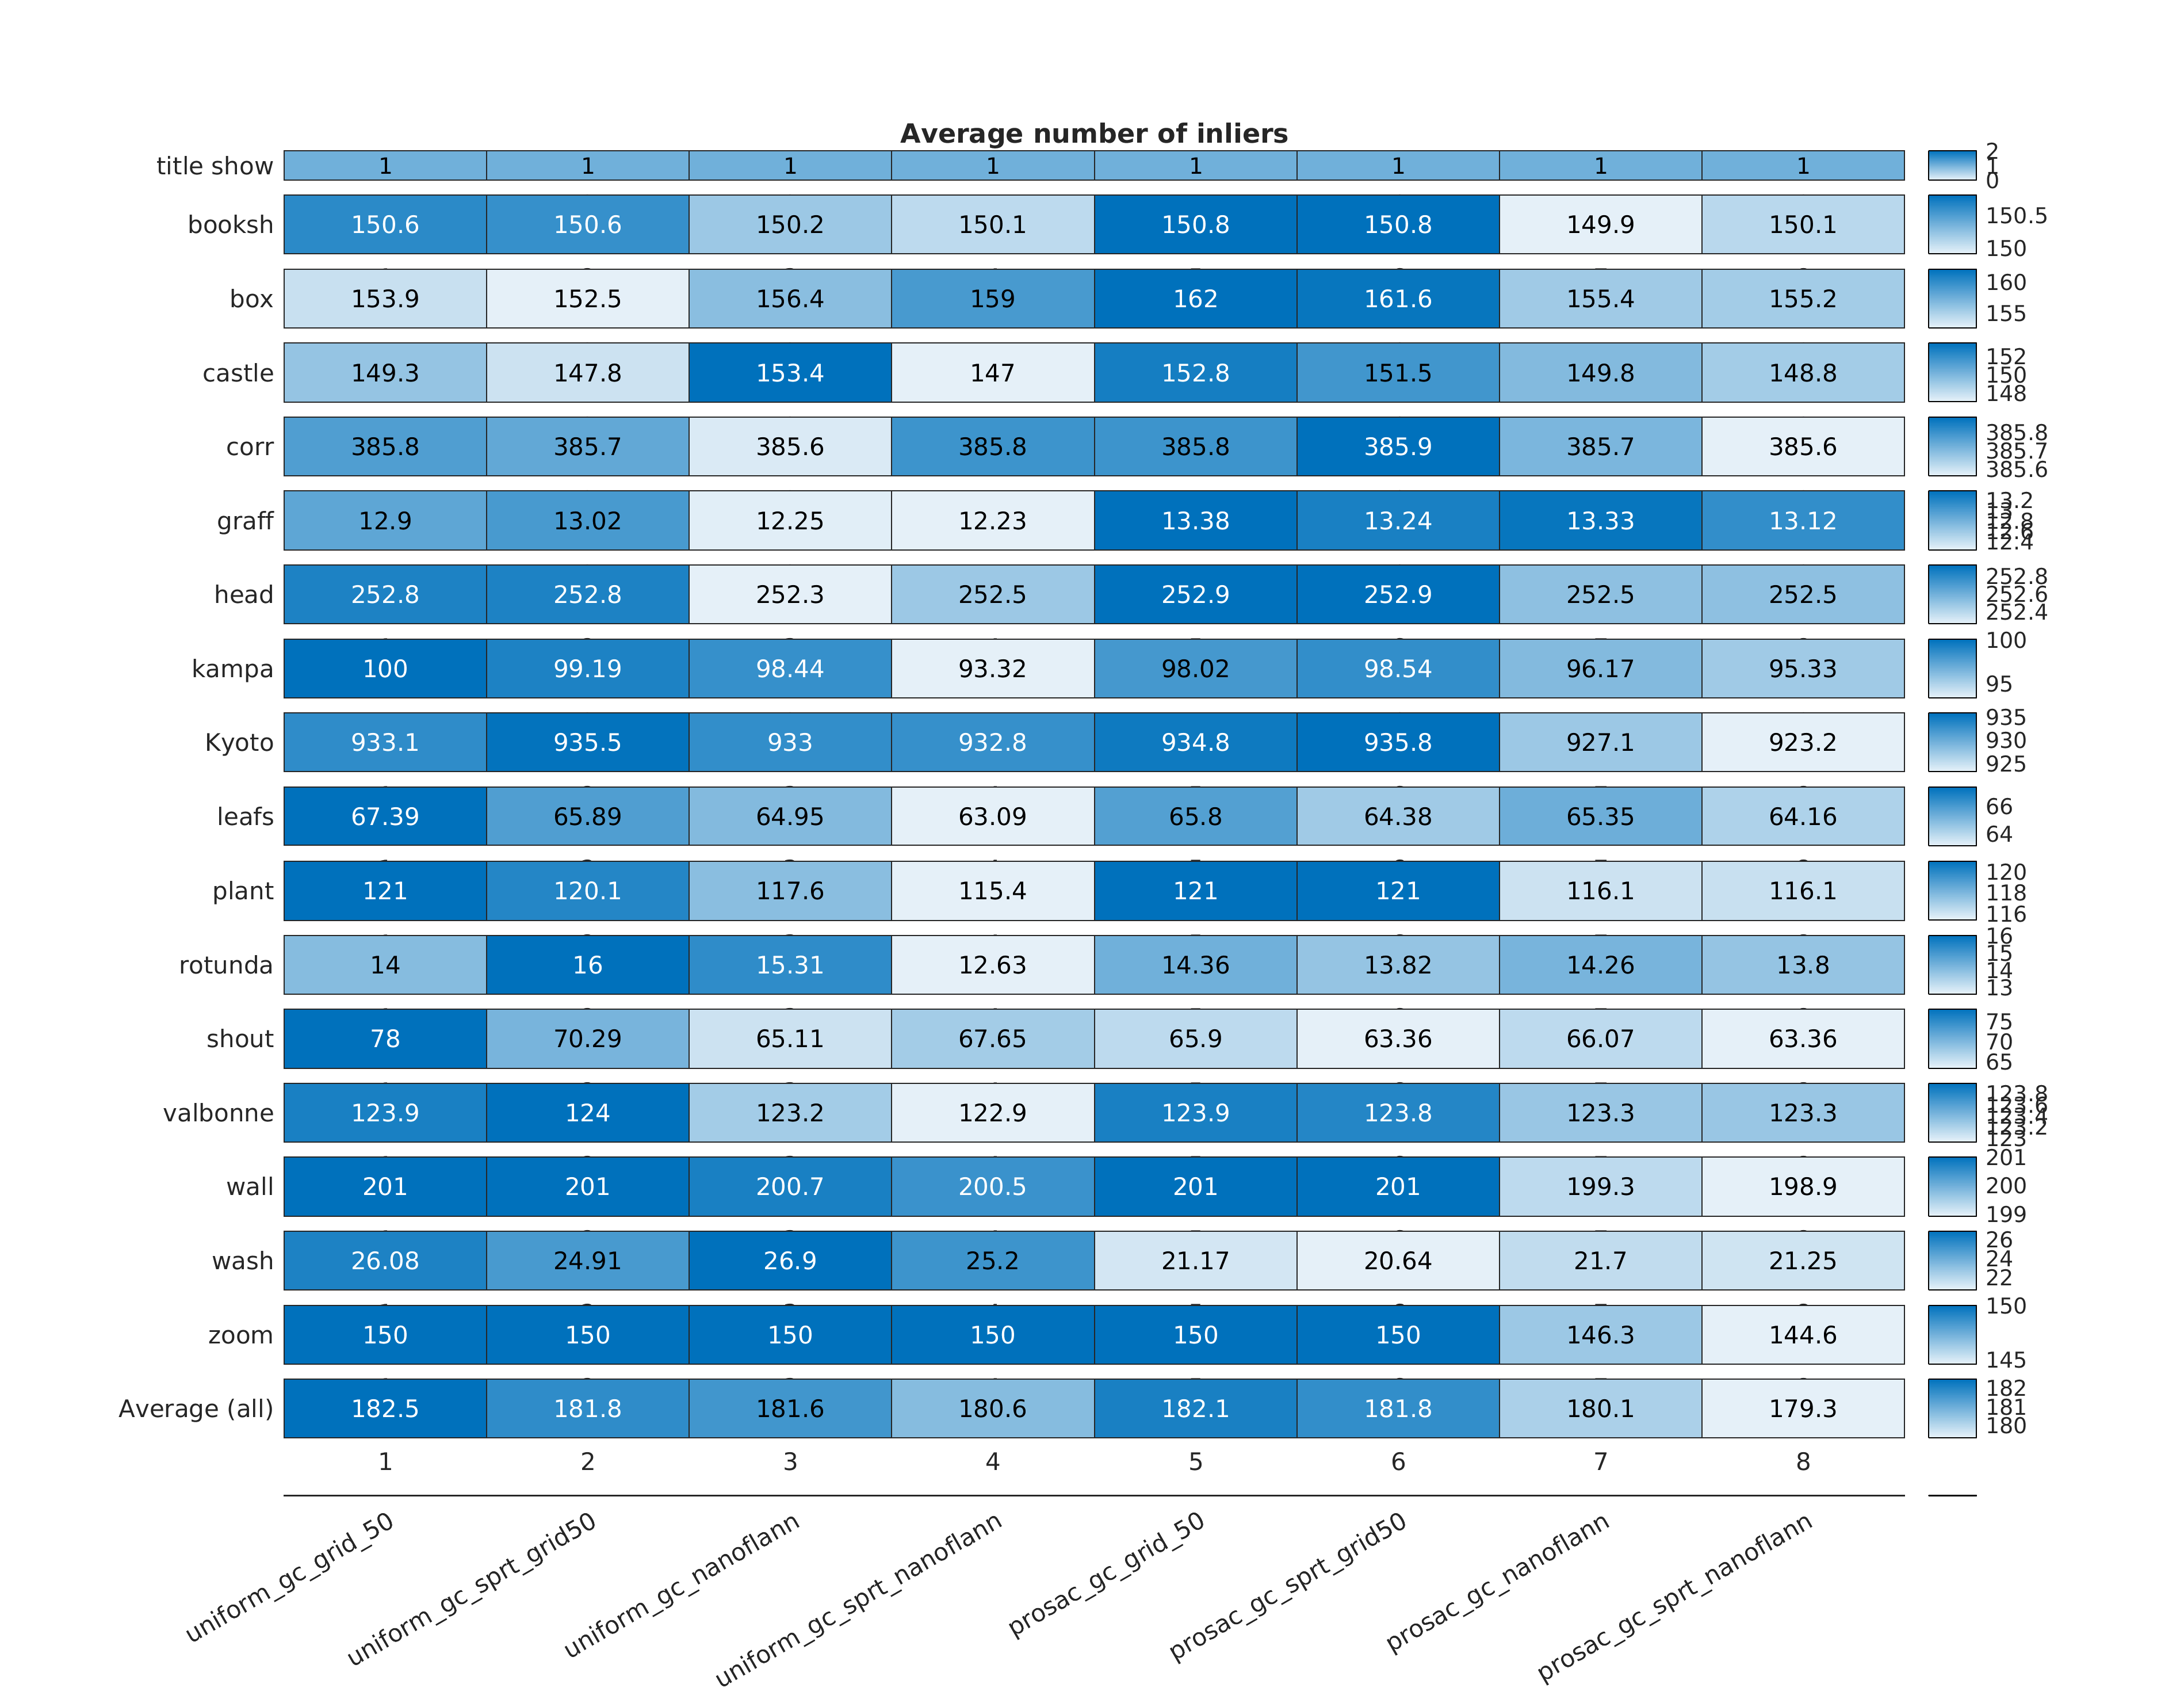 Average number of inliers
title show 1 1 1 1 1 1 1 1 2 1 0
booksh 150.6 150.6 150.2 150.1 150.8 150.8 149.9 150.1 150.5 150
box 153.9 152.5 156.4 159 162 161.6 155.4 155.2 160 155
castle 149.3 147.8 153.4 147 152.8 151.5 149.8 148.8 152 150 148
corr 385.8 385.7 385.6 385.8 385.8 385.9 385.7 385.6 385.8 385.7 385.6
graff 12.9 13.02 12.25 12.23 13.38 13.24 13.33 13.12 13.2 13 12.8 12.6 12.4
head 252.8 252.8 252.3 252.5 252.9 252.9 252.5 252.5 252.8 252.6 252.4
kampa 100 99.19 98.44 93.32 98.02 98.54 96.17 95.33 100 95
Kyoto 933.1 935.5 933 932.8 934.8 935.8 927.1 923.2 935 930 925
leafs 67.39 65.89 64.95 63.09 65.8 64.38 65.35 64.16 66 64
plant 121 120.1 117.6 115.4 121 121 116.1 116.1 120 118 116
rotunda 14 16 15.31 12.63 14.36 13.82 14.26 13.8 16 15 14 13
shout 78 70.29 65.11 67.65 65.9 63.36 66.07 63.36 75 70 65
valbonne 123.9 124 123.2 122.9 123.9 123.8 123.3 123.3 123.8 123.6 123.4 123.2 123
wall 201 201 200.7 200.5 201 201 199.3 198.9 201 200 199
wash 26.08 24.91 26.9 25.2 21.17 20.64 21.7 21.25 26 24 22
zoom 150 150 150 150 150 150 146.3 144.6 150 145
Average (all) 182.5 181.8 181.6 180.6 182.1 181.8 180.1 179.3 182 181 180
1 2 3 4 5 6 7 8
uniform_gc_grid_50
uniform_gc_sprt_grid50
uniform_gc_nanoflann
uniform_gc_sprt_nanoflann
prosac_gc_grid_50
prosac_gc_sprt_grid50
prosac_gc_nanoflann
prosac_gc_sprt_nanoflann